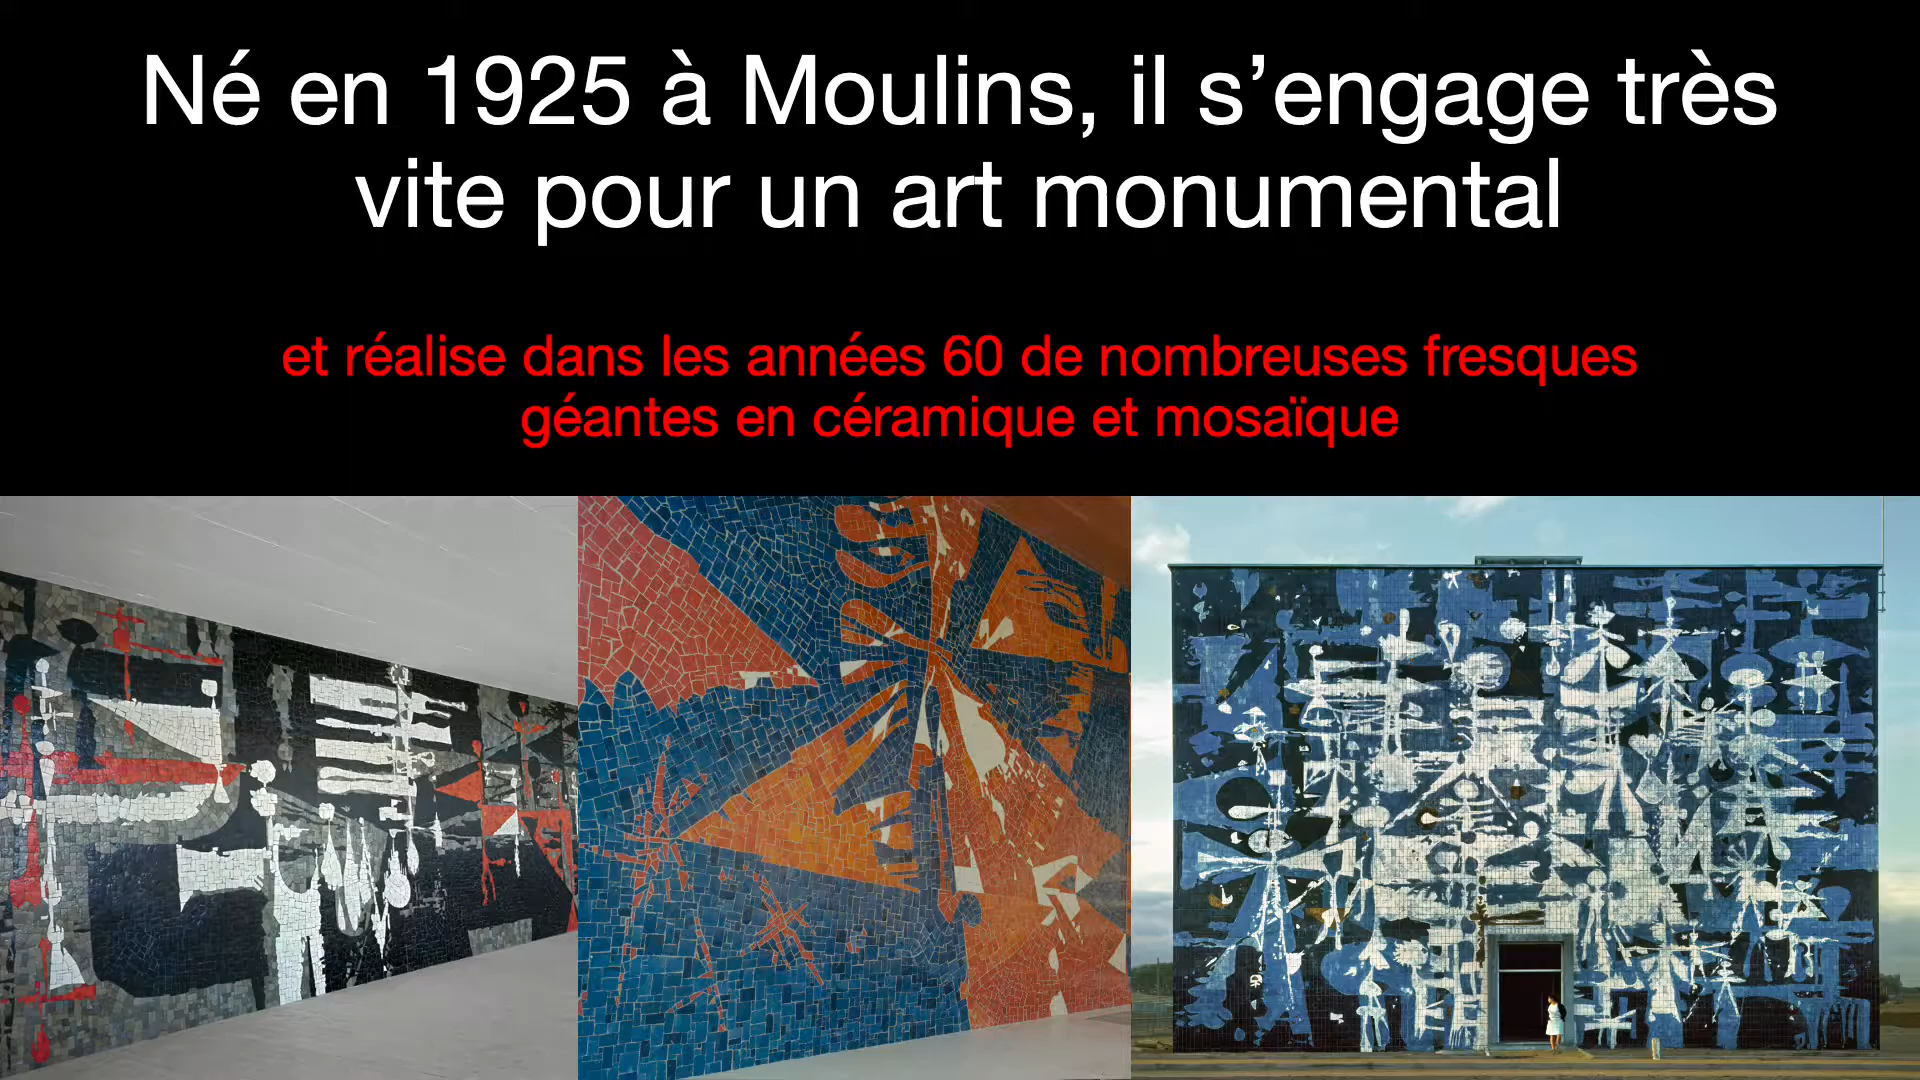 Né en 1925 à Moulins, il s’engage très
vite pour un art monumental
et réalise dans les années 60 de nombreuses fresques
géantes en céramique et mosaïque